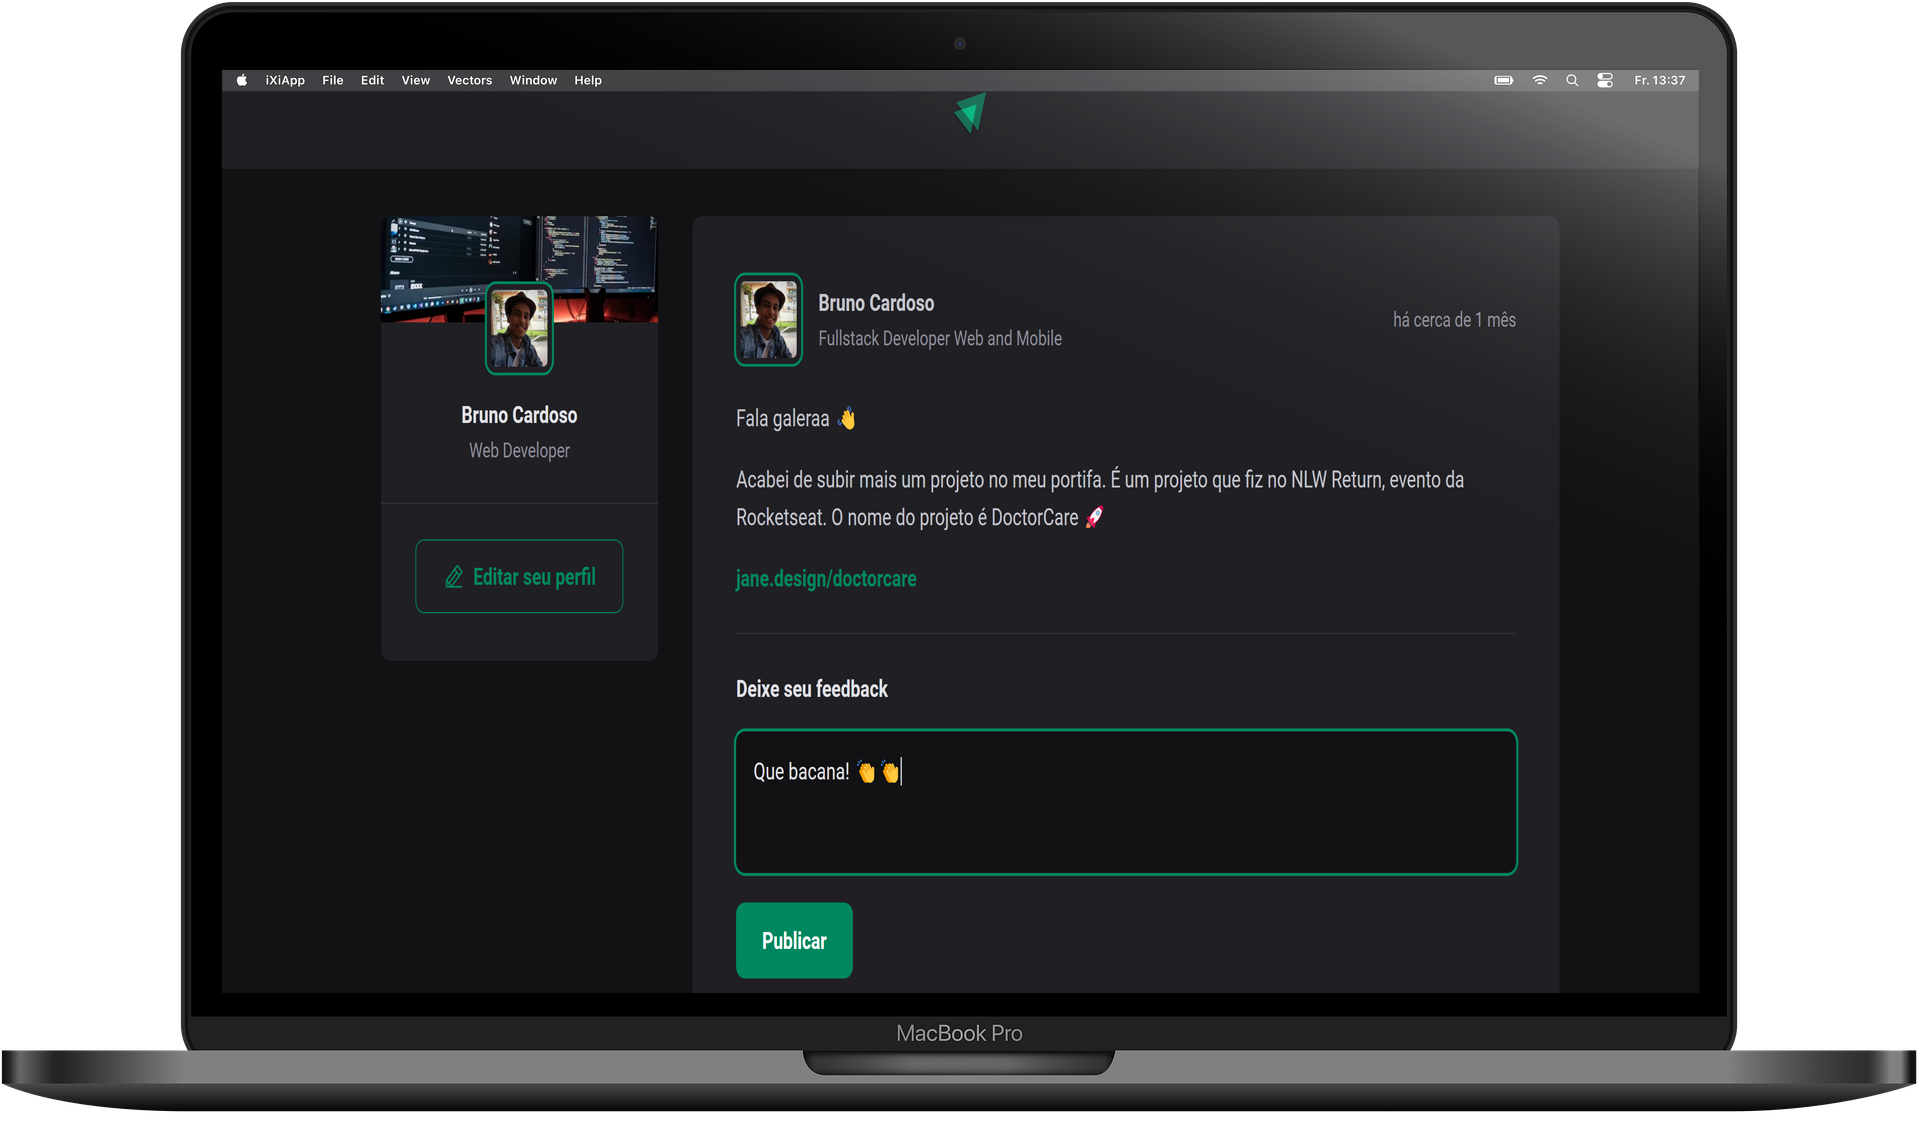 iXiApp File Edit View Vectors Window Help Fr. 13:37
Bruno Cardoso
Web Developer
Editar seu perfil
Bruno Cardoso
Fullstack Developer Web and Mobile
há cerca de 1 mês
Fala galeraa 👋
Acabei de subir mais um projeto no meu portifa. É um projeto que fiz no NLW Return, evento da
Rocketseat. O nome do projeto é DoctorCare 🚀
jane.design/doctorcare
Deixe seu feedback
Que bacana! 👏👏
Publicar
MacBook Pro